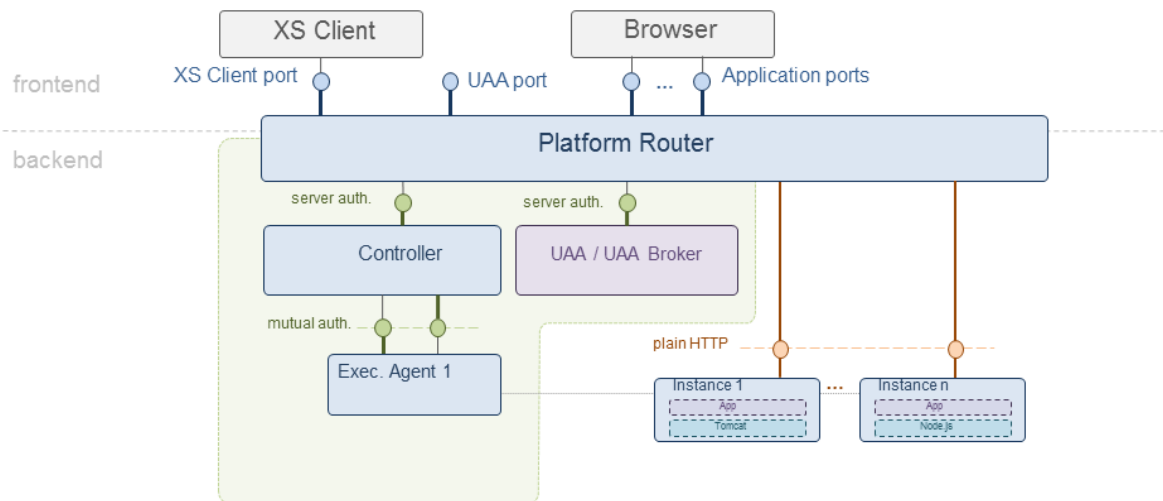 XS Client
Browser
frontend
XS Client port
UAA port
...
Application ports
Platform Router
backend
server auth.
server auth.
Controller
UAA / UAA Broker
mutual auth.
plain HTTP
Exec. Agent 1
Instance 1
...
Instance n
App
App
Tomcat
Node.js